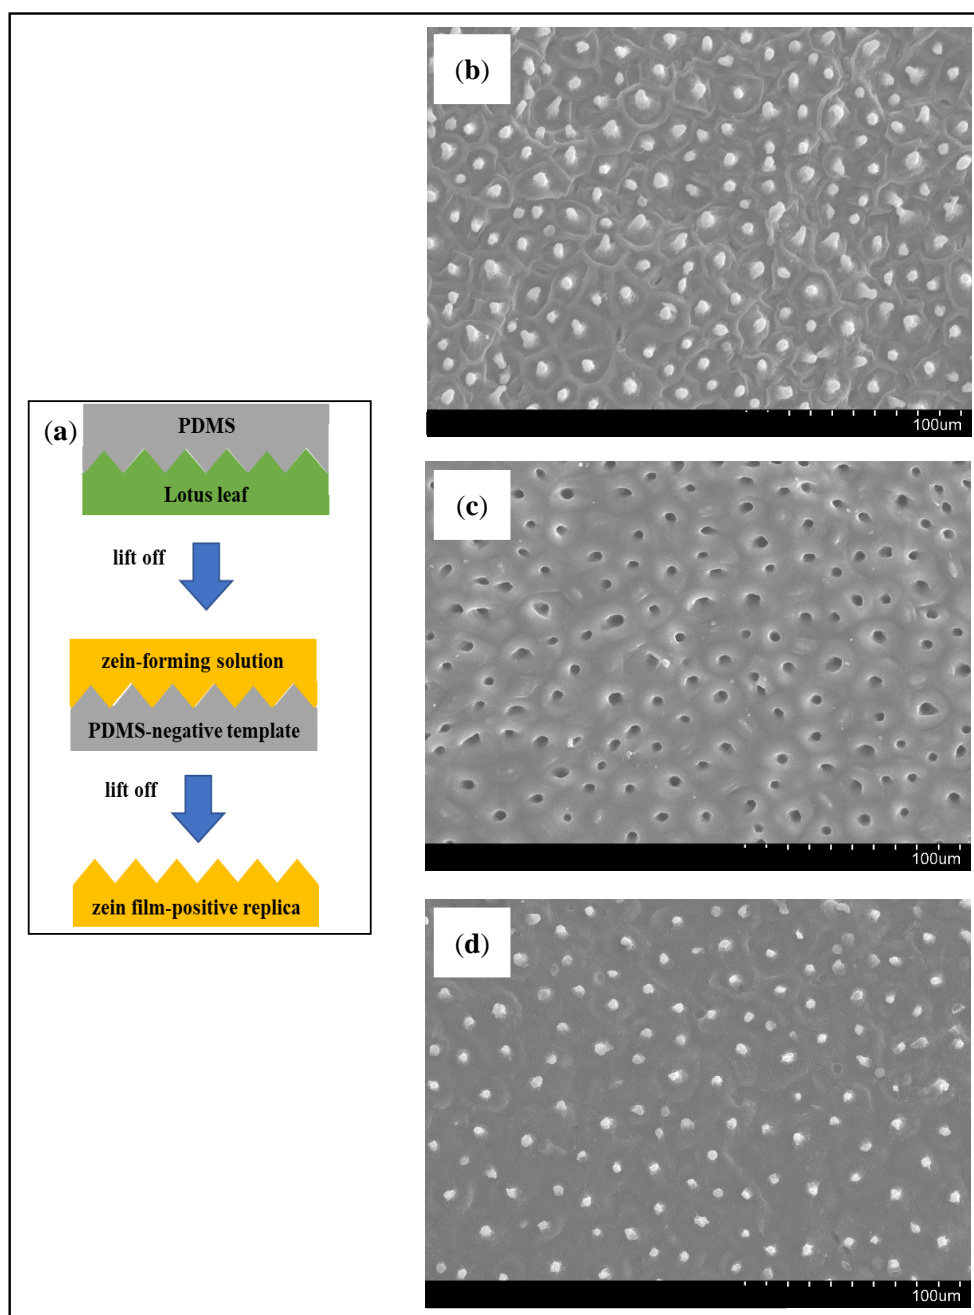 (a)
PDMS
Lotus leaf
lift off
zein-forming solution
PDMS-negative template
lift off
zein film-positive replica
(b)
100um
(c)
100um
(d)
100um